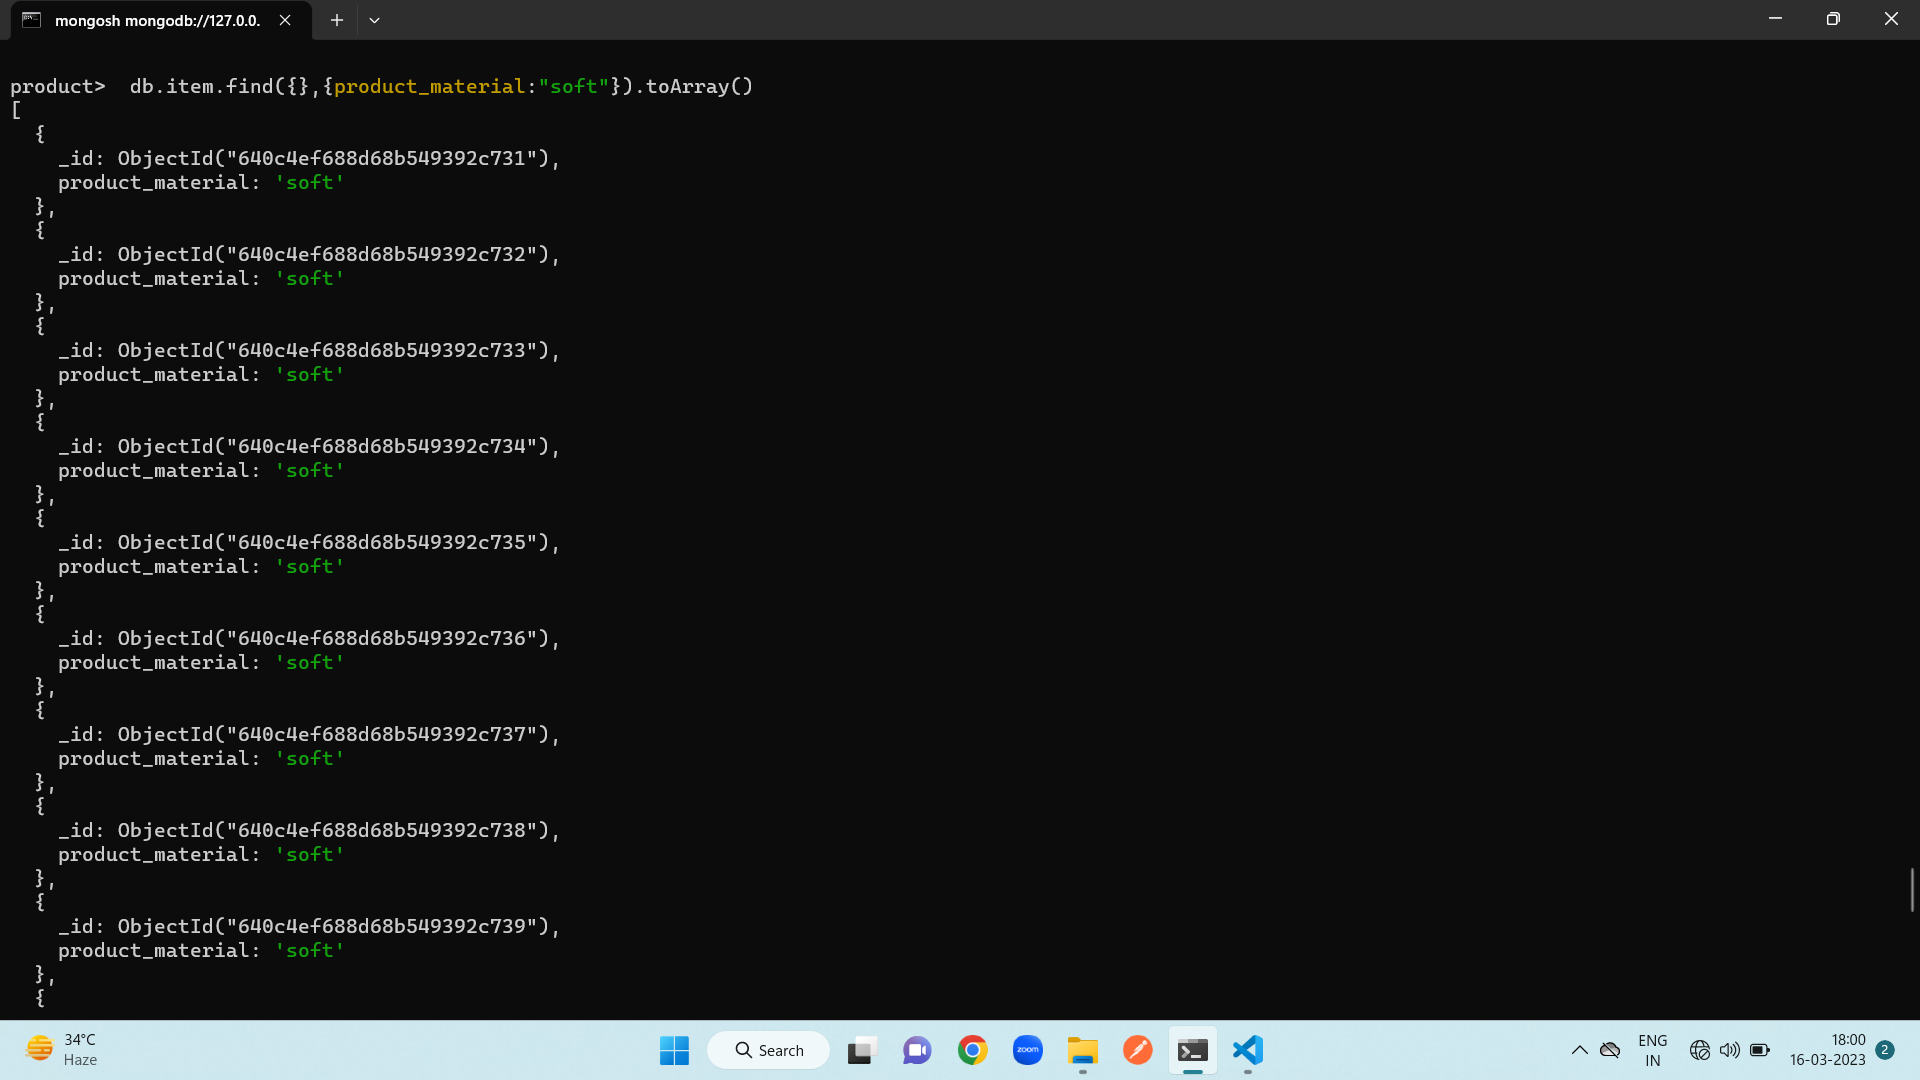 mongosh mongodb://127.0.0.
product>  db.item.find({},{product_material:"soft"}).toArray()
[
  {
    _id: ObjectId("640c4ef688d68b549392c731"),
    product_material: 'soft'
  },
  {
    _id: ObjectId("640c4ef688d68b549392c732"),
    product_material: 'soft'
  },
  {
    _id: ObjectId("640c4ef688d68b549392c733"),
    product_material: 'soft'
  },
  {
    _id: ObjectId("640c4ef688d68b549392c734"),
    product_material: 'soft'
  },
  {
    _id: ObjectId("640c4ef688d68b549392c735"),
    product_material: 'soft'
  },
  {
    _id: ObjectId("640c4ef688d68b549392c736"),
    product_material: 'soft'
  },
  {
    _id: ObjectId("640c4ef688d68b549392c737"),
    product_material: 'soft'
  },
  {
    _id: ObjectId("640c4ef688d68b549392c738"),
    product_material: 'soft'
  },
  {
    _id: ObjectId("640c4ef688d68b549392c739"),
    product_material: 'soft'
  },
  {
34°C
Haze
Search
zoom
ENG
IN
18:00
16-03-2023
2